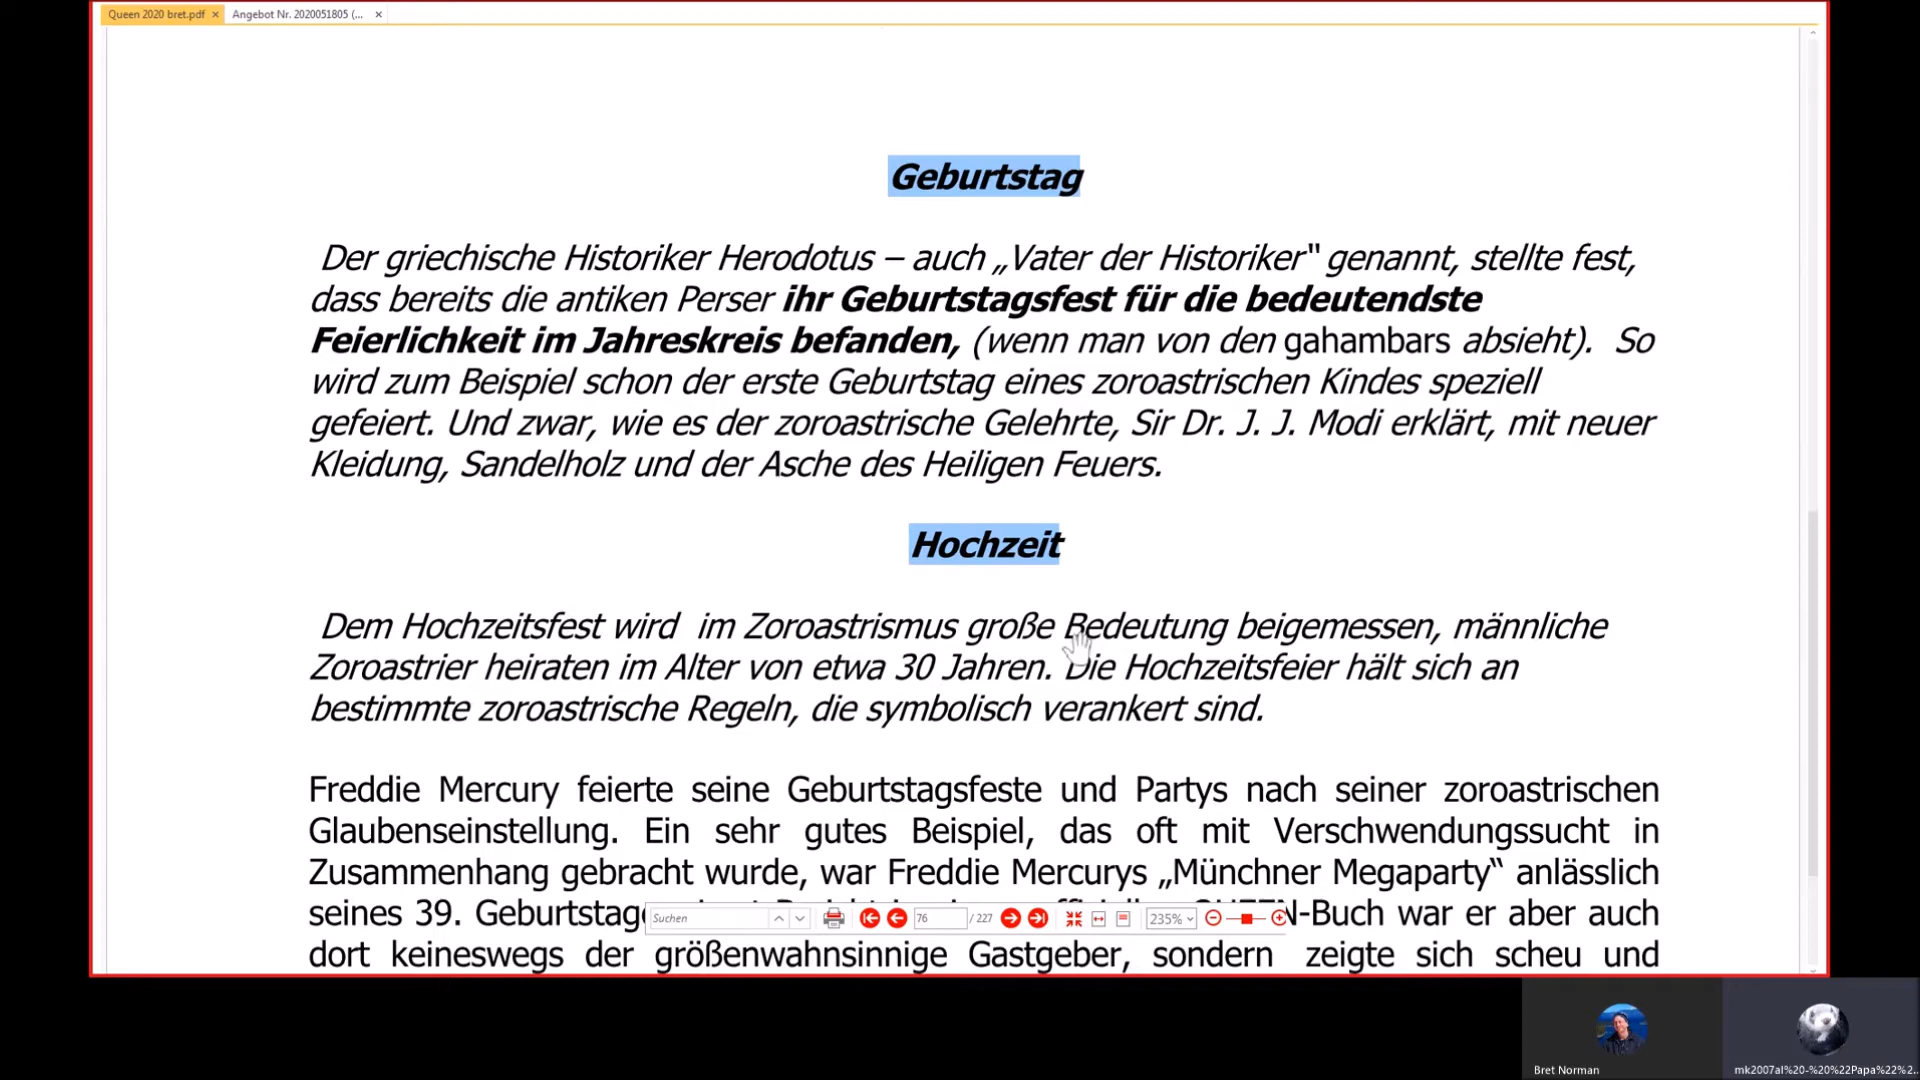 Queen 2020 bret.pdf × Angebot Nr. 2020051805 (... ×
Geburtstag
Der griechische Historiker Herodotus – auch „Vater der Historiker" genannt, stellte fest,
dass bereits die antiken Perser ihr Geburtstagsfest für die bedeutendste
Feierlichkeit im Jahreskreis befanden, (wenn man von den gahambars absieht). So
wird zum Beispiel schon der erste Geburtstag eines zoroastrischen Kindes speziell
gefeiert. Und zwar, wie es der zoroastrische Gelehrte, Sir Dr. J. J. Modi erklärt, mit neuer
Kleidung, Sandelholz und der Asche des Heiligen Feuers.
Hochzeit
Dem Hochzeitsfest wird im Zoroastrismus große Bedeutung beigemessen, männliche
Zoroastrier heiraten im Alter von etwa 30 Jahren. Die Hochzeitsfeier hält sich an
bestimmte zoroastrische Regeln, die symbolisch verankert sind.
Freddie Mercury feierte seine Geburtstagsfeste und Partys nach seiner zoroastrischen
Glaubenseinstellung. Ein sehr gutes Beispiel, das oft mit Verschwendungssucht in
Zusammenhang gebracht wurde, war Freddie Mercurys „Münchner Megaparty“ anlässlich
seines 39. -Buch war er aber auch
Suchen 76 / 227 235%
dort keineswegs der größenwahnsinnige Gastgeber, sondern zeigte sich scheu und
Bret Norman
mk2007al%20-%20%22Papa%22%2...